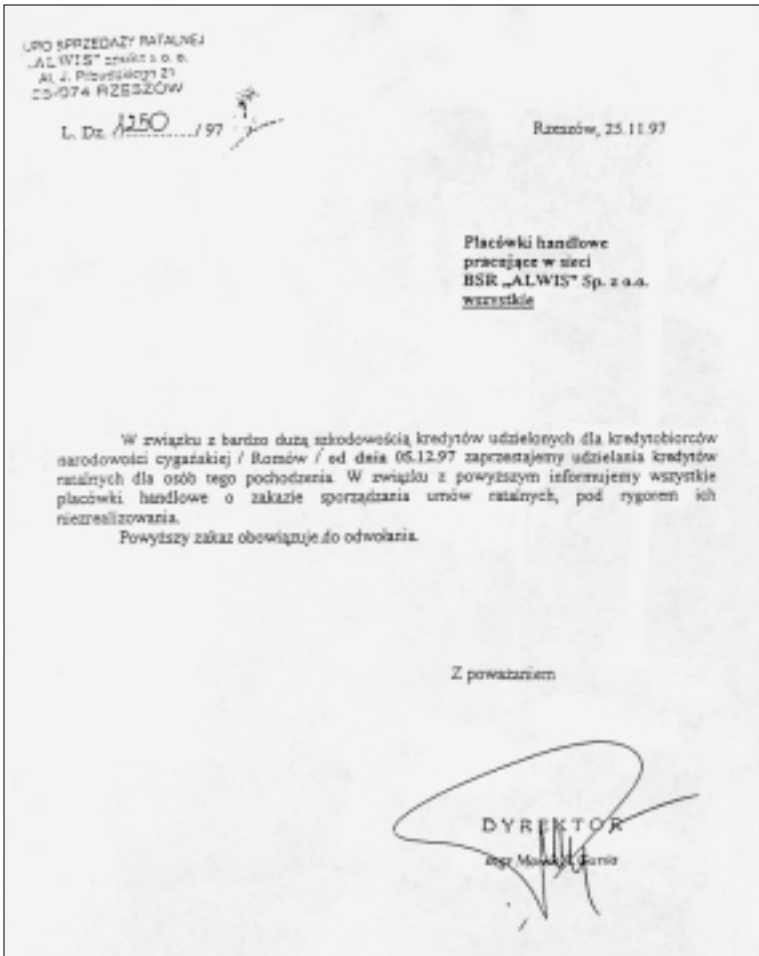 SPRZEDAŻY RATALNEJ
„ALWIS" z o. o.
Al. J. Piłsudskiego
RZESZÓW
L. Dz. 1250 / 97
Rzeszów, 25.11.97
Placówki handlowe
pracujące w sieci
BSR „ALWIS" Sp. z o.o.
wszystkie
W związku z bardzo dużą szkodowością kredytów udzielonych dla kredytobiorców
narodowości cygańskiej / Romów / od dnia 05.12.97 zaprzestajemy udzielania kredytów
ratalnych dla osób tego pochodzenia. W związku z powyższym informujemy wszystkie
placówki handlowe o zakazie sporządzania umów ratalnych, pod rygorem ich
niezrealizowania.
Powyższy zakaz obowiązuje do odwołania.
Z poważaniem
DYREKTOR
mgr